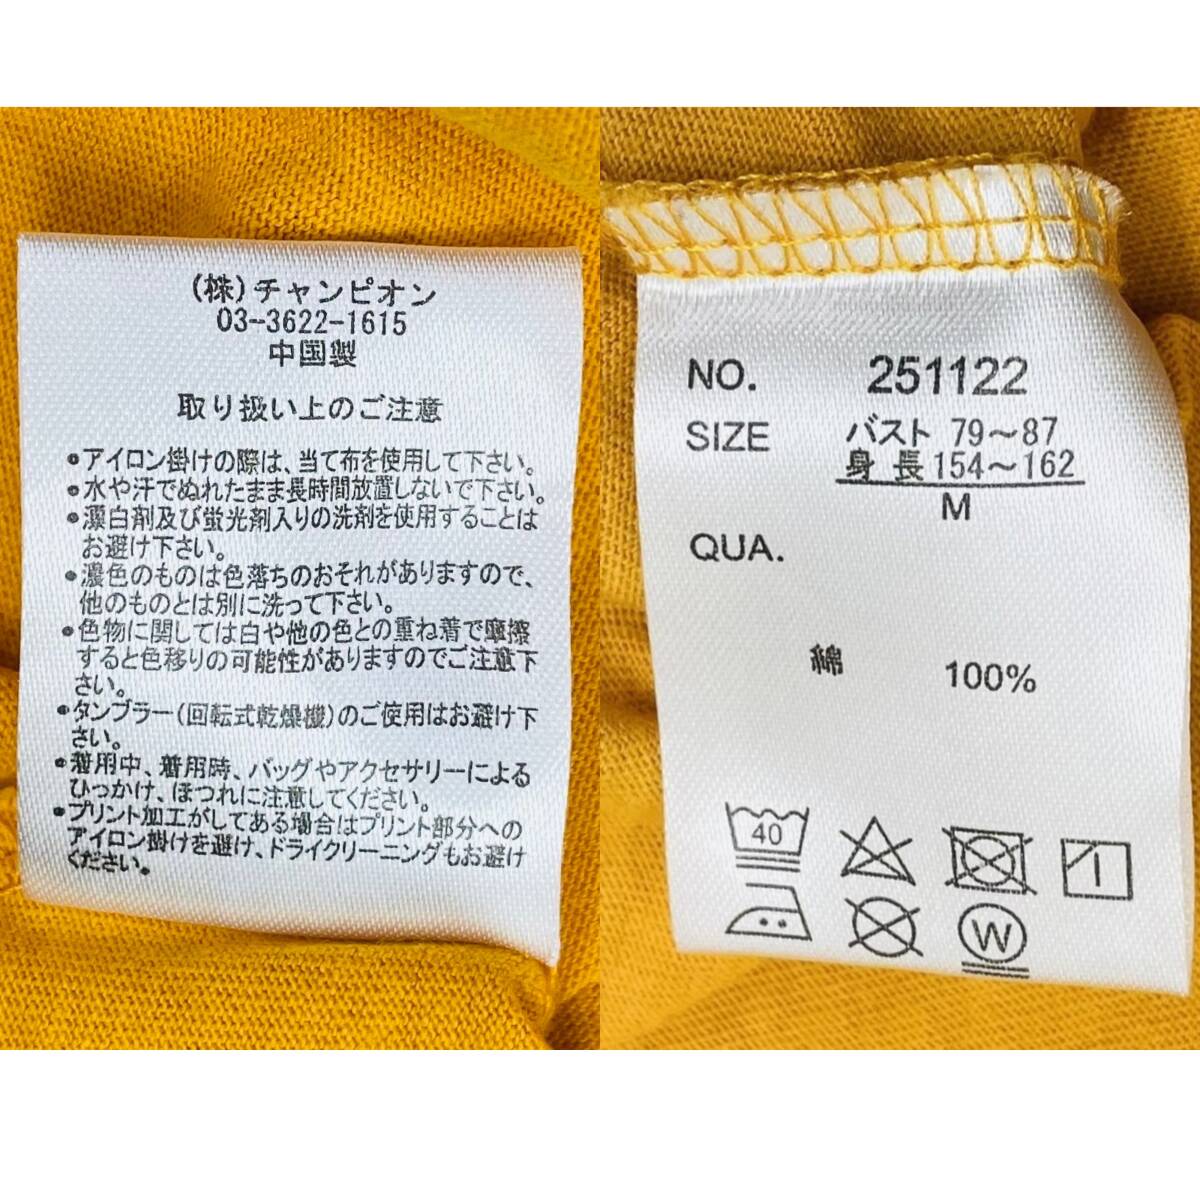 (株)チャンピオン
03-3622-1615
中国製
取り扱い上のご注意
•アイロン掛けの際は、当て布を使用して下さい。
•水や汗でぬれたまま長時間放置しないで下さい。
•漂白剤及び蛍光剤入りの洗剤を使用することは
お避け下さい。
•濃色のものは色落ちのおそれがありますので、
他のものとは別に洗って下さい。
•色物に関しては白や他の色との重ね着で摩擦
すると色移りの可能性がありますのでご注意下
さい。
•タンブラー(回転式乾燥機)のご使用はお避け下
さい。
•着用中、着用時、バッグやアクセサリーによる
ひっかけ、ほつれに注意してください。
•プリント加工がしてある場合はプリント部分への
アイロン掛けを避け、ドライクリーニングもお避け
ください。
NO. 251122
SIZE バスト 79～87
身長 154～162
M
QUA.
綿 100%
40
W